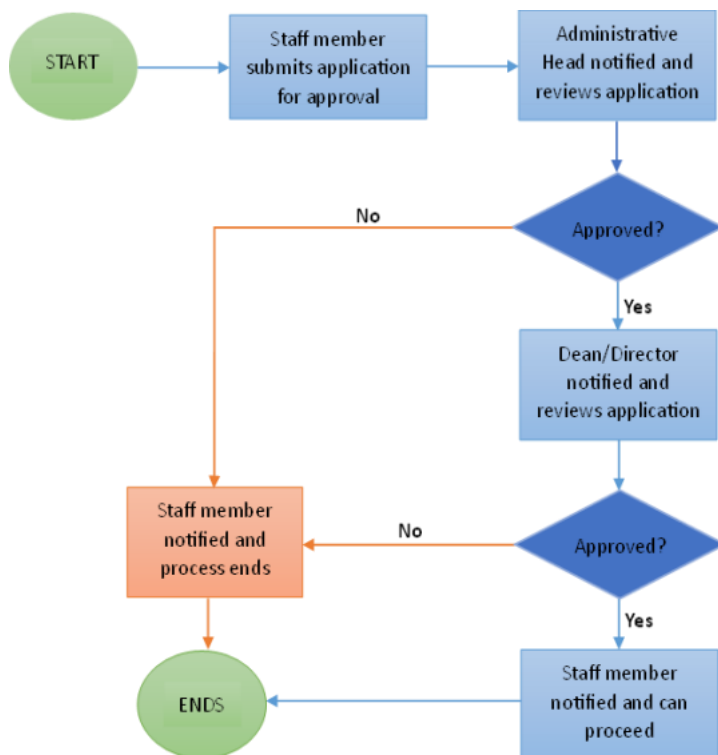 START
Staff member
submits application
for approval
Administrative
Head notified and
reviews application
Approved?
No
Yes
Dean/Director
notified and
reviews application
Staff member
notified and
process ends
No
Approved?
Yes
ENDS
Staff member
notified and can
proceed